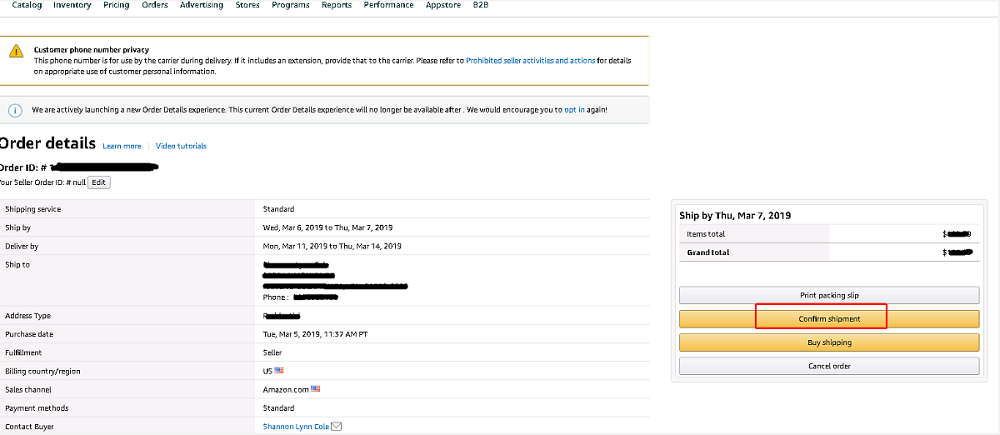 Catalog Inventory Pricing Orders Advertising Stores Programs Reports Performance Appstore B2B
Customer phone number privacy
This phone number is for use by the carrier during delivery. If it includes an extension, provide that to the carrier. Please refer to Prohibited seller activities and actions for details
on appropriate use of customer personal information.
We are actively launching a new Order Details experience. This current Order Details experience will no longer be available after . We would encourage you to opt in again!
Order details Learn more Video tutorials
Order ID: #
Your Seller Order ID: # null Edit
Shipping service Standard
Ship by Wed, Mar 6, 2019 to Thu, Mar 7, 2019
Deliver by Mon, Mar 11, 2019 to Thu, Mar 14, 2019
Ship to
Phone :
Address Type
Purchase date Tue, Mar 5, 2019, 11:37 AM PT
Fulfillment Seller
Billing country/region US
Sales channel Amazon.com
Payment methods Standard
Contact Buyer Shannon Lynn Cole
Ship by Thu, Mar 7, 2019
Items total $
Grand total $
Print packing slip
Confirm shipment
Buy shipping
Cancel order